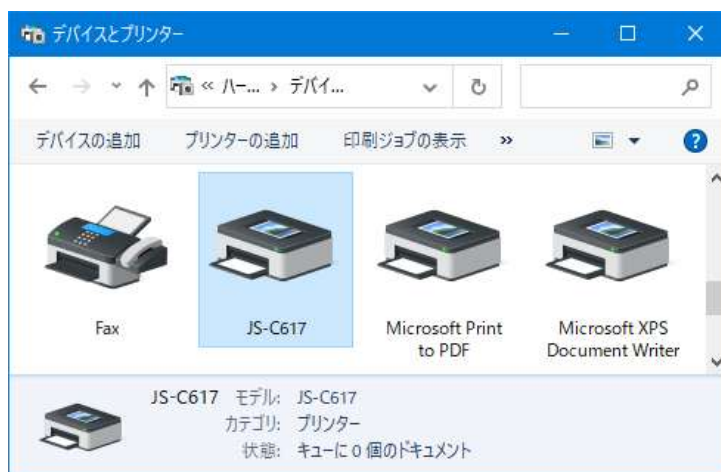 デバイスとプリンター
« ハー... › デバイ...
デバイスの追加 プリンターの追加 印刷ジョブの表示 »
Fax
JS-C617
Microsoft Print
to PDF
Microsoft XPS
Document Writer
JS-C617 モデル: JS-C617
カテゴリ: プリンター
状態: キューに 0 個のドキュメント